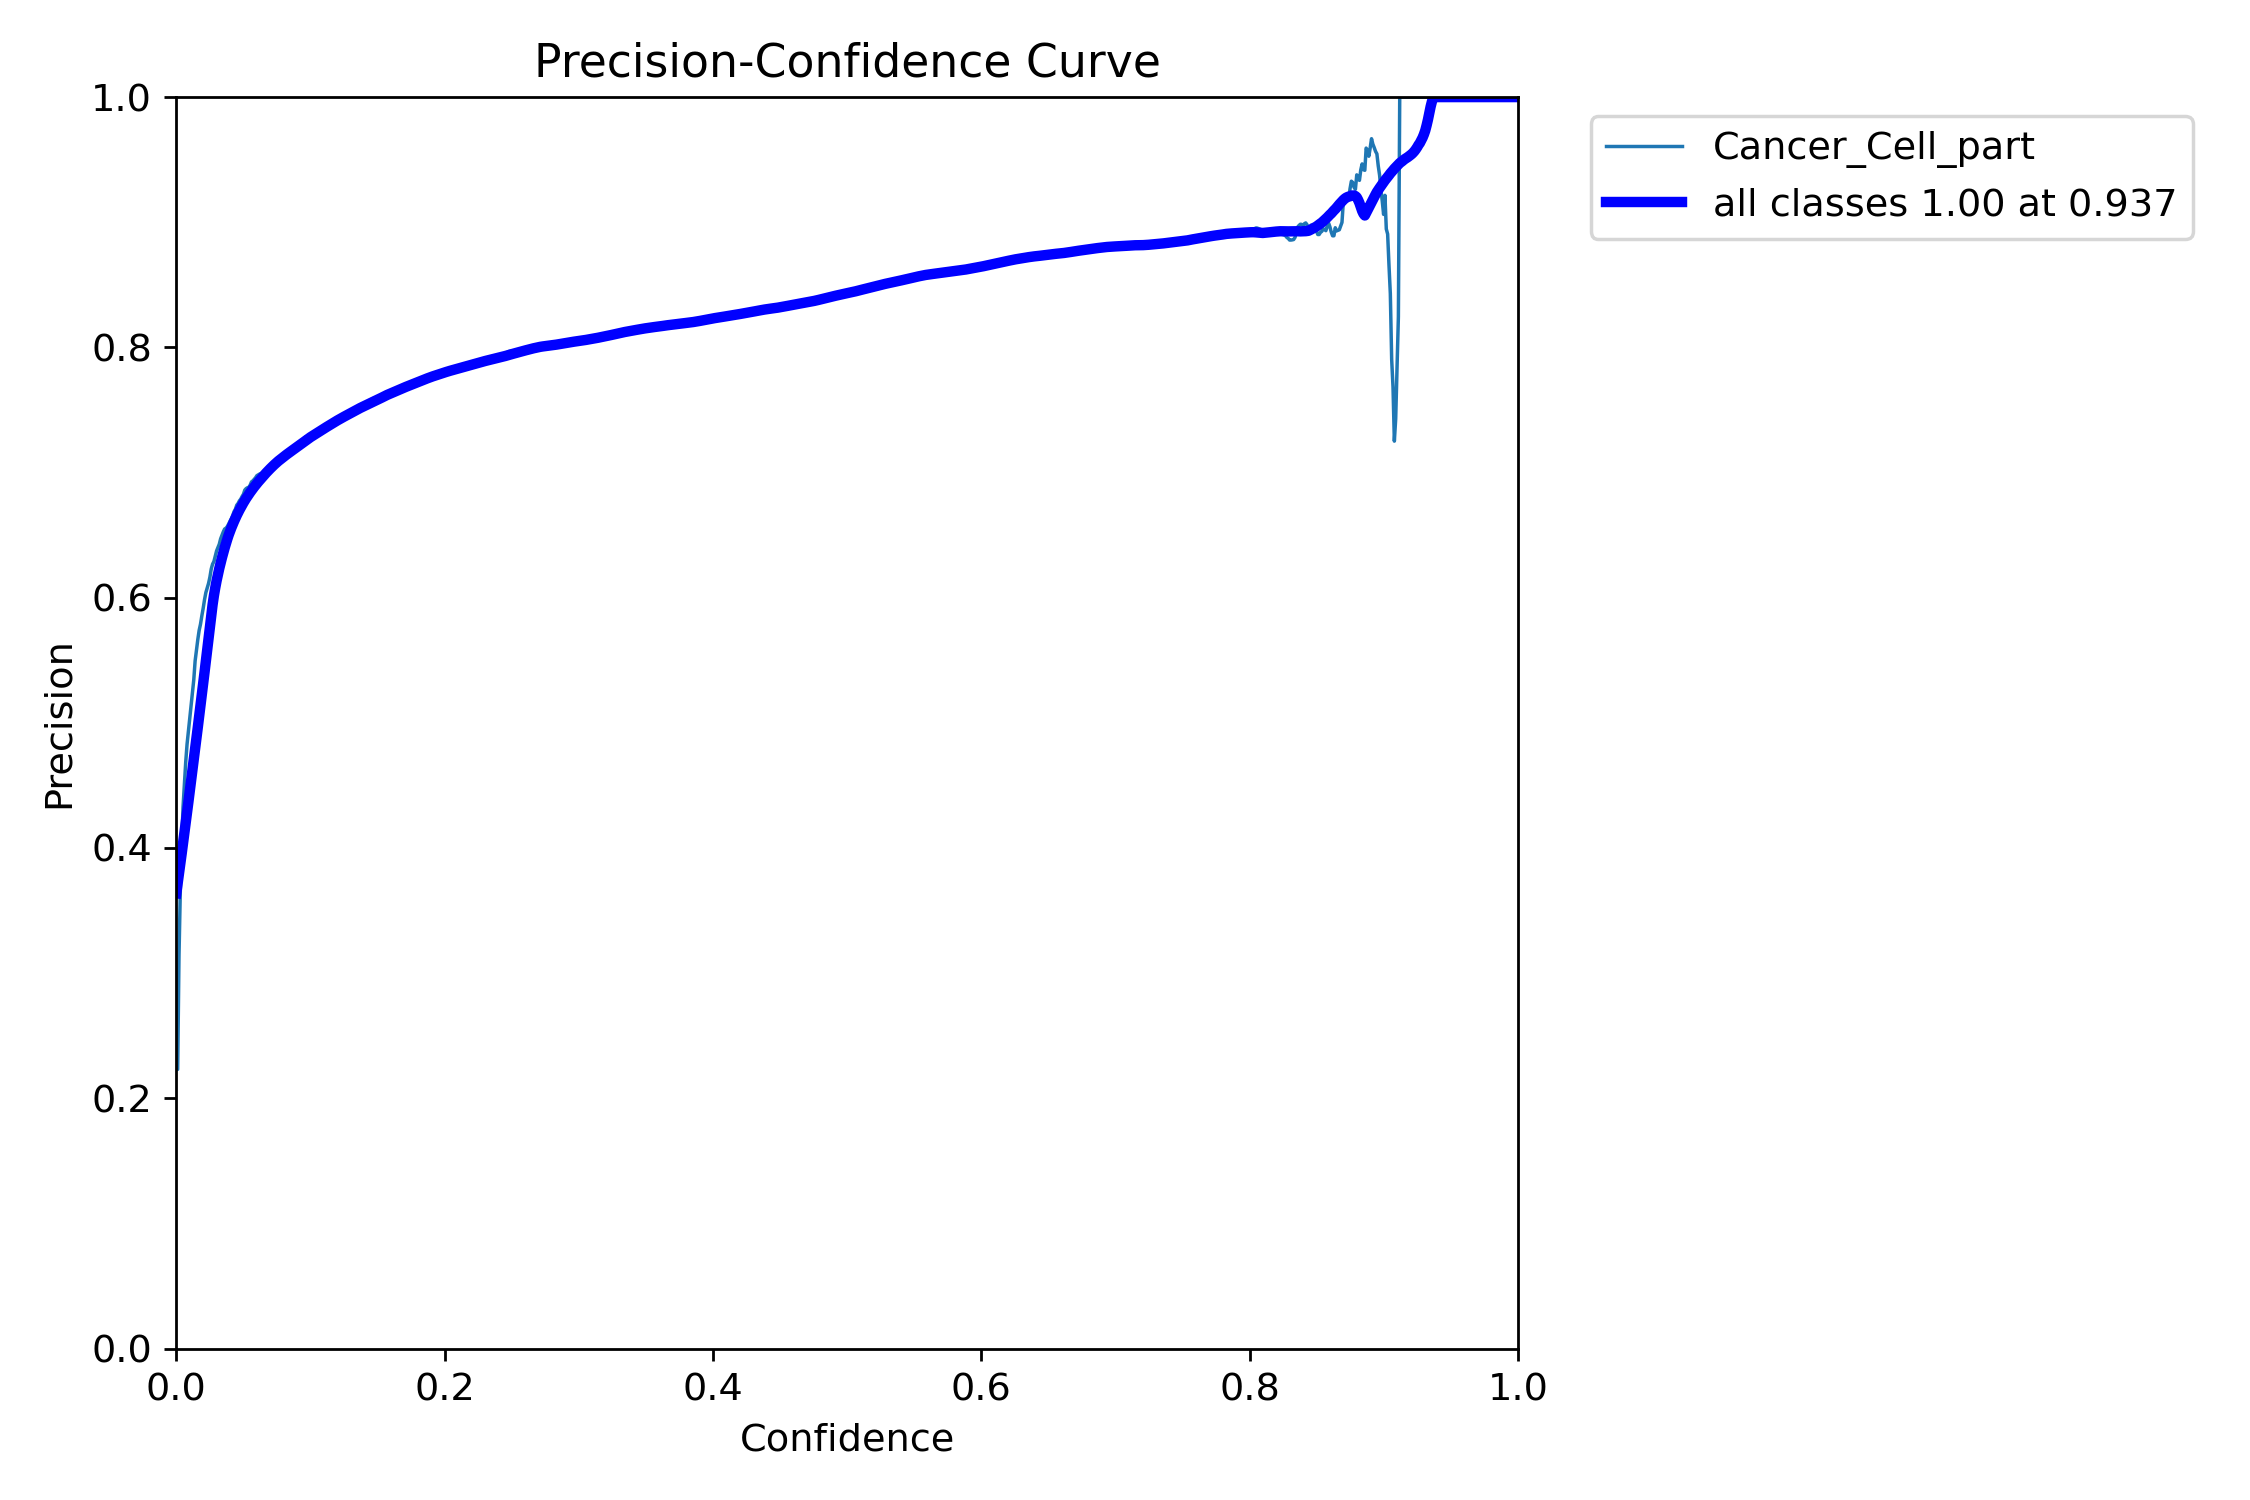 Precision-Confidence Curve
1.0
0.8
0.6
0.4
0.2
0.0
Precision
0.0 0.2 0.4 0.6 0.8 1.0
Confidence
Cancer_Cell_part
all classes 1.00 at 0.937